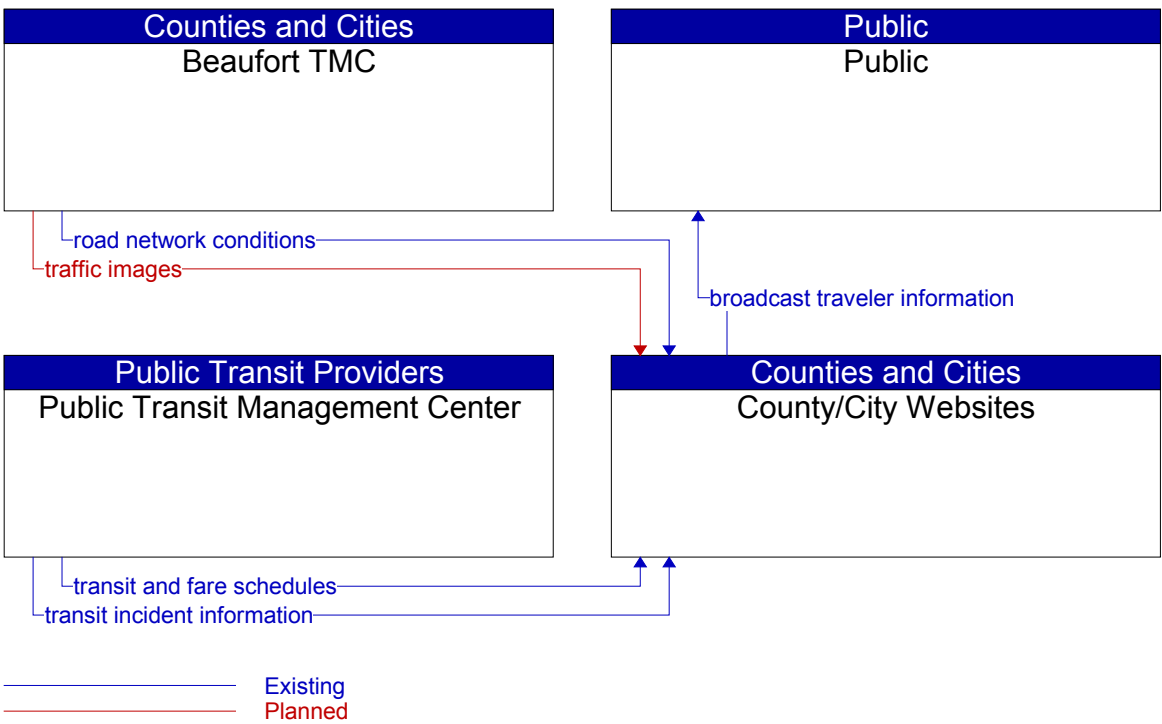 Counties and Cities
Beaufort TMC
Public
Public
road network conditions
traffic images
broadcast traveler information
Public Transit Providers
Public Transit Management Center
Counties and Cities
County/City Websites
transit and fare schedules
transit incident information
Existing
Planned